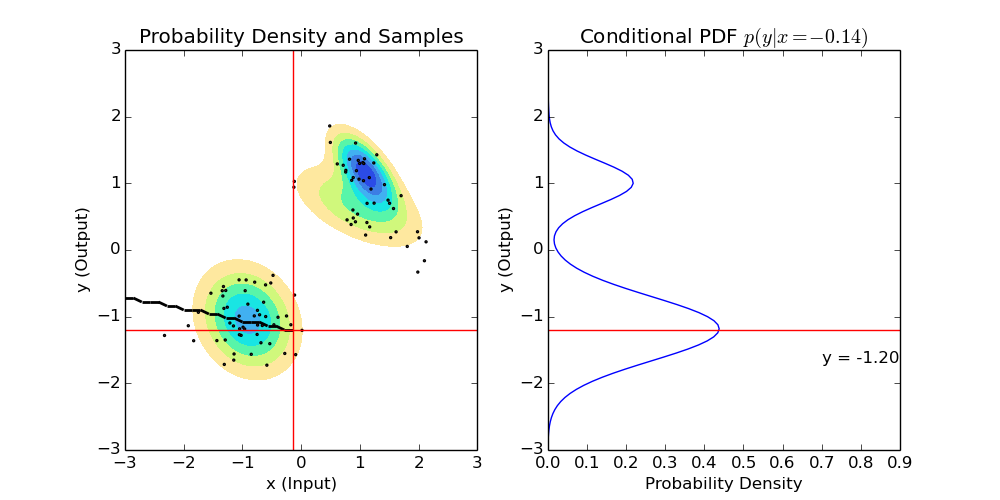 Probability Density and Samples
3
2
1
0
−1
−2
−3
y (Output)
−3 −2 −1 0 1 2 3
x (Input)
Conditional PDF p(y|x=−0.14)
3
2
1
0
−1
−2
−3
y (Output)
y = -1.20
0.0 0.1 0.2 0.3 0.4 0.5 0.6 0.7 0.8 0.9
Probability Density